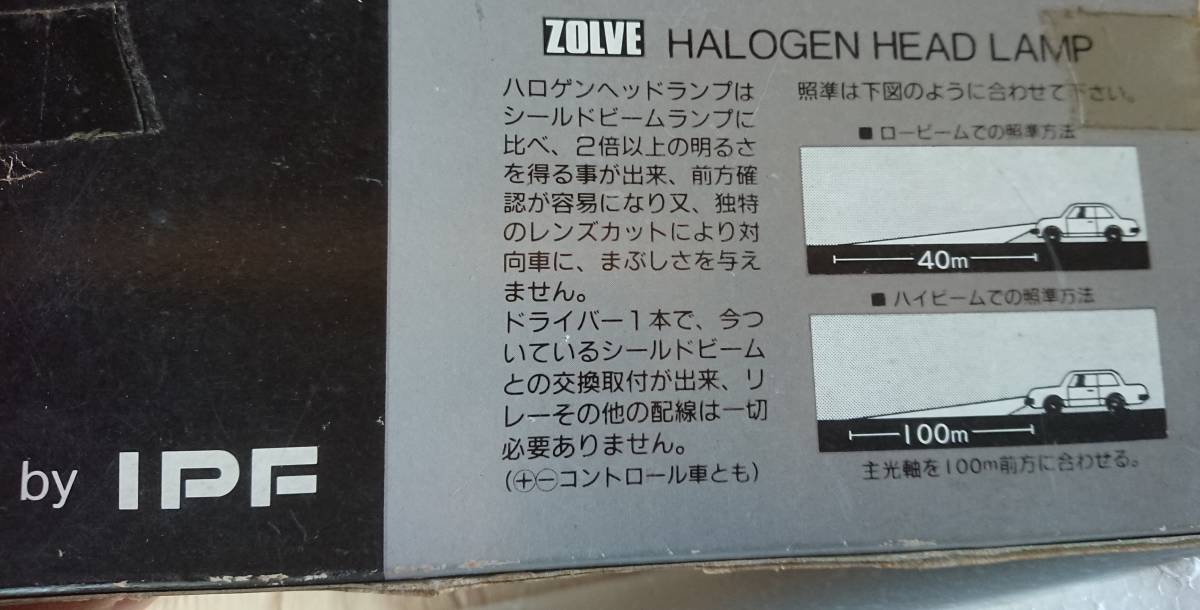 ZOLVE HALOGEN HEAD LAMP
ハロゲンヘッドランプは
シールドビームランプに
比べ、2倍以上の明るさ
を得る事が出来、前方確
認が容易になり又、独特
のレンズカットにより対
向車に、まぶしさを与え
ません。
ドライバー1本で、今つ
いているシールドビーム
との交換取付が出来、リ
レーその他の配線は一切
必要ありません。
(⊕⊖コントロール車とも)
照準は下図のように合わせて下さい。
■ ロービームでの照準方法
40m
■ ハイビームでの照準方法
100m
主光軸を100m前方に合わせる。
by IPF